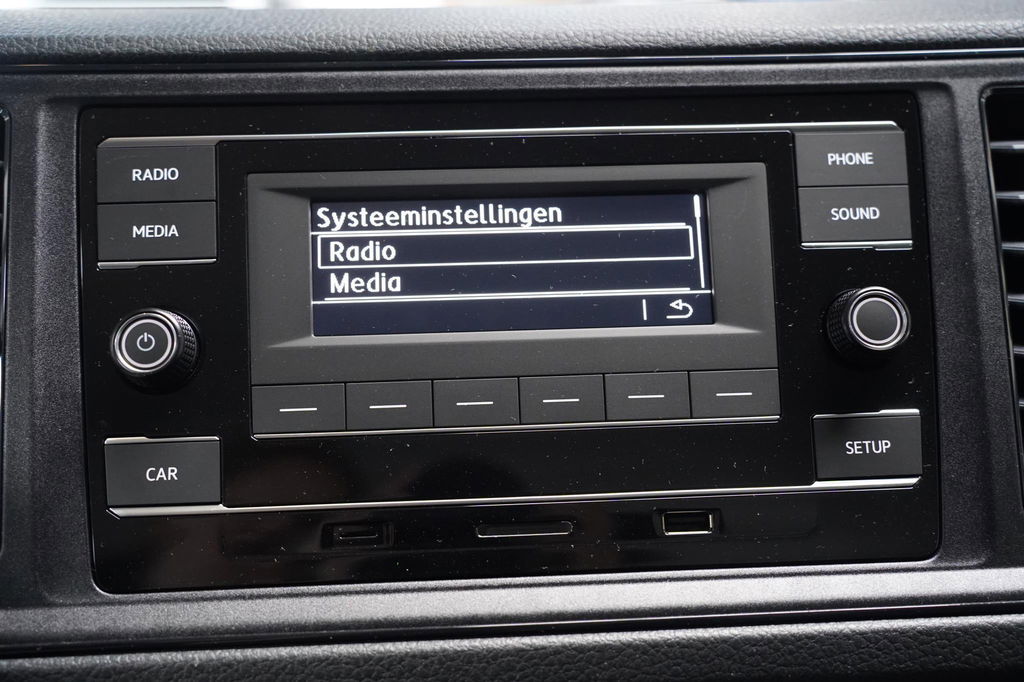 RADIO
MEDIA
CAR
Systeeminstellingen
Radio
Media
PHONE
SOUND
SETUP